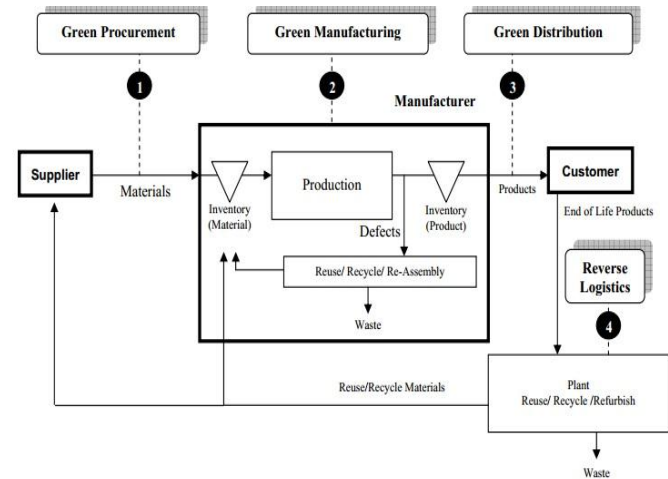 Green Procurement
Green Manufacturing
Green Distribution
1
2
3
Manufacturer
Supplier
Materials
Inventory
(Material)
Production
Defects
Inventory
(Product)
Products
Customer
End of Life Products
Reuse/ Recycle/ Re-Assembly
Waste
Reverse
Logistics
4
Reuse/Recycle Materials
Plant
Reuse/ Recycle /Refurbish
Waste